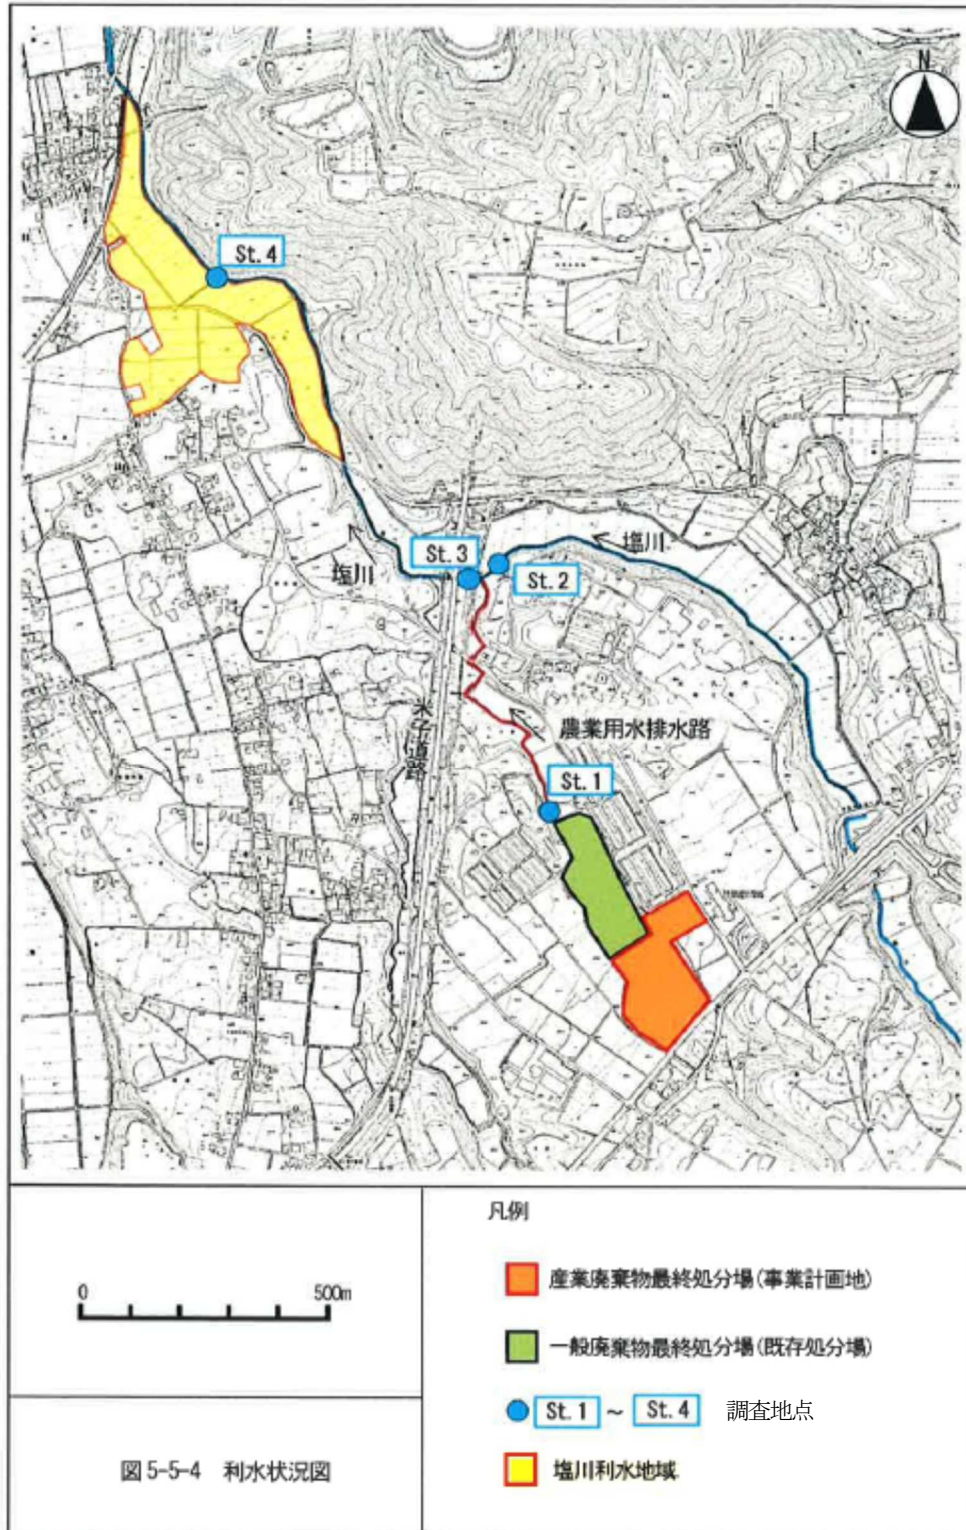 N
St. 4
塩川
St. 3
塩川
St. 2
米子道路
農業用水排水路
St. 1
凡例
0 500m
産業廃棄物最終処分場(事業計画地)
一般廃棄物最終処分場(既存処分場)
St. 1 ～ St. 4 調査地点
図5-5-4 利水状況図
塩川利水地域